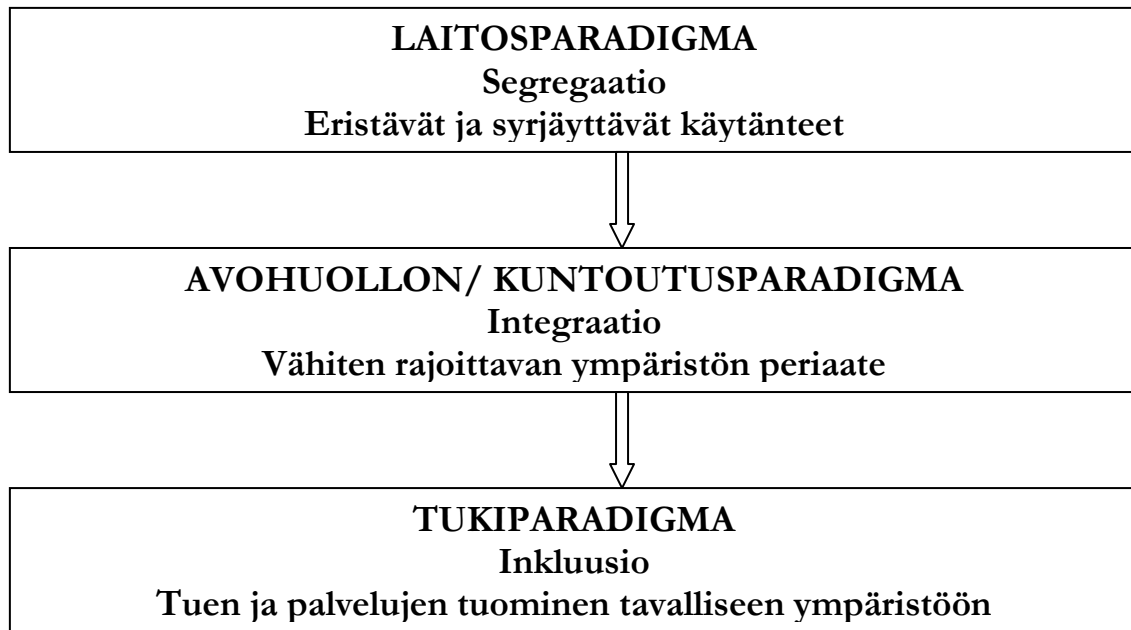 LAITOSPARADIGMA
Segregaatio
Eristävät ja syrjäyttävät käytänteet
AVOHUOLLON/ KUNTOUTUSPARADIGMA
Integraatio
Vähiten rajoittavan ympäristön periaate
TUKIPARADIGMA
Inkluusio
Tuen ja palvelujen tuominen tavalliseen ympäristöön